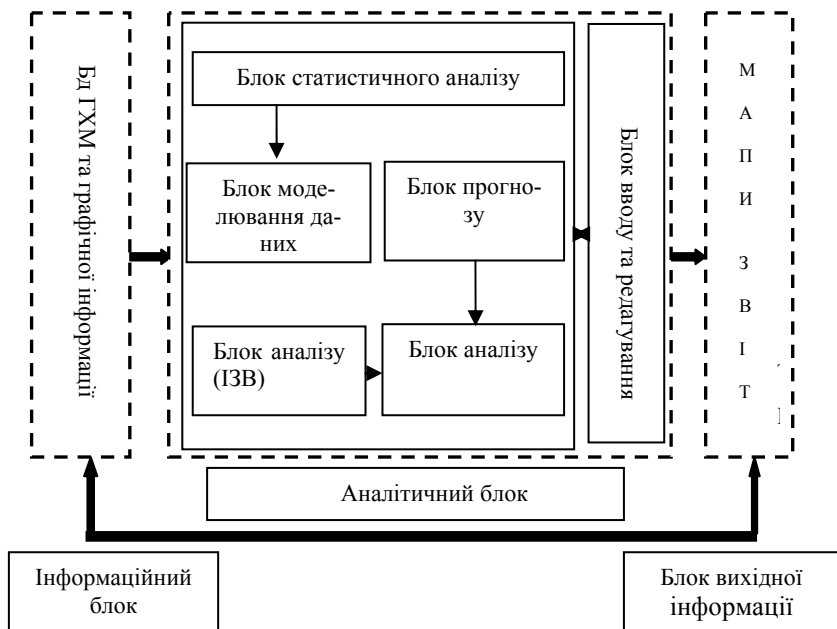 Бд ГХМ та графічної інформації
Блок статистичного аналізу
Блок моде-
лювання да-
них
Блок прогно-
зу
Блок аналізу
(ІЗВ)
Блок аналізу
Блок вводу та редагування
М
А
П
И
З
В
І
Т
Аналітичний блок
Інформаційний
блок
Блок вихідної
інформації